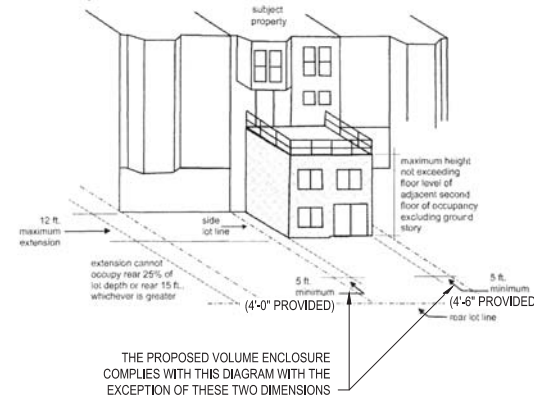 subject
property
maximum height
not exceeding
floor level of
adjacent second
floor of occupancy
excluding ground
story
12 ft.
maximum
extension
side
lot line
extension cannot
occupy rear 25% of
lot depth or rear 15 ft.,
whichever is greater
5 ft.
minimum
(4'-0" PROVIDED)
5 ft.
minimum
(4'-6" PROVIDED
rear lot line
THE PROPOSED VOLUME ENCLOSURE
COMPLIES WITH THIS DIAGRAM WITH THE
EXCEPTION OF THESE TWO DIMENSIONS